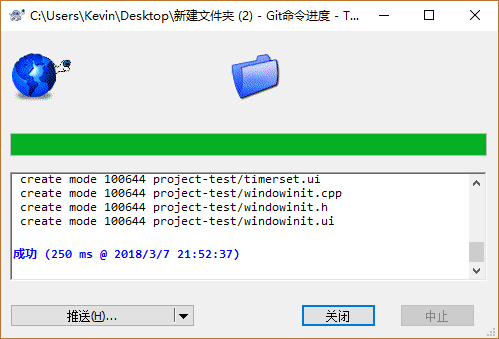 C:\Users\Kevin\Desktop\新建文件夹 (2) - Git命令进度 - T...
create mode 100644 project-test/timerset.ui
create mode 100644 project-test/windowinit.cpp
create mode 100644 project-test/windowinit.h
create mode 100644 project-test/windowinit.ui
成功 (250 ms @ 2018/3/7 21:52:37)
推送(H)...
关闭
中止